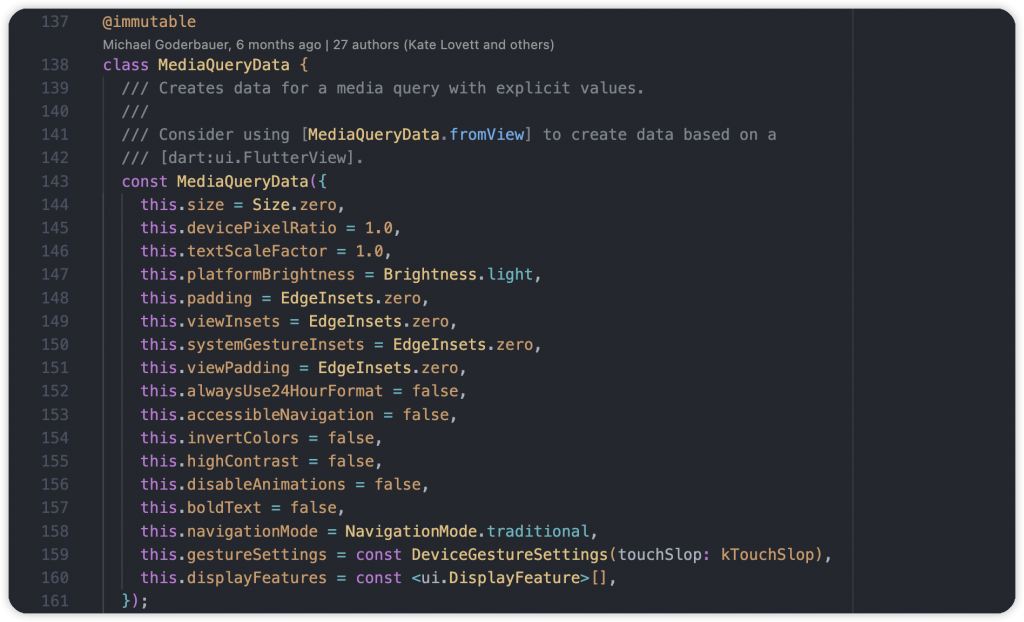 137 @immutable
Michael Goderbauer, 6 months ago | 27 authors (Kate Lovett and others)
138 class MediaQueryData {
139 /// Creates data for a media query with explicit values.
140 ///
141 /// Consider using [MediaQueryData.fromView] to create data based on a
142 /// [dart:ui.FlutterView].
143 const MediaQueryData({
144 this.size = Size.zero,
145 this.devicePixelRatio = 1.0,
146 this.textScaleFactor = 1.0,
147 this.platformBrightness = Brightness.light,
148 this.padding = EdgeInsets.zero,
149 this.viewInsets = EdgeInsets.zero,
150 this.systemGestureInsets = EdgeInsets.zero,
151 this.viewPadding = EdgeInsets.zero,
152 this.alwaysUse24HourFormat = false,
153 this.accessibleNavigation = false,
154 this.invertColors = false,
155 this.highContrast = false,
156 this.disableAnimations = false,
157 this.boldText = false,
158 this.navigationMode = NavigationMode.traditional,
159 this.gestureSettings = const DeviceGestureSettings(touchSlop: kTouchSlop),
160 this.displayFeatures = const <ui.DisplayFeature>[],
161 });